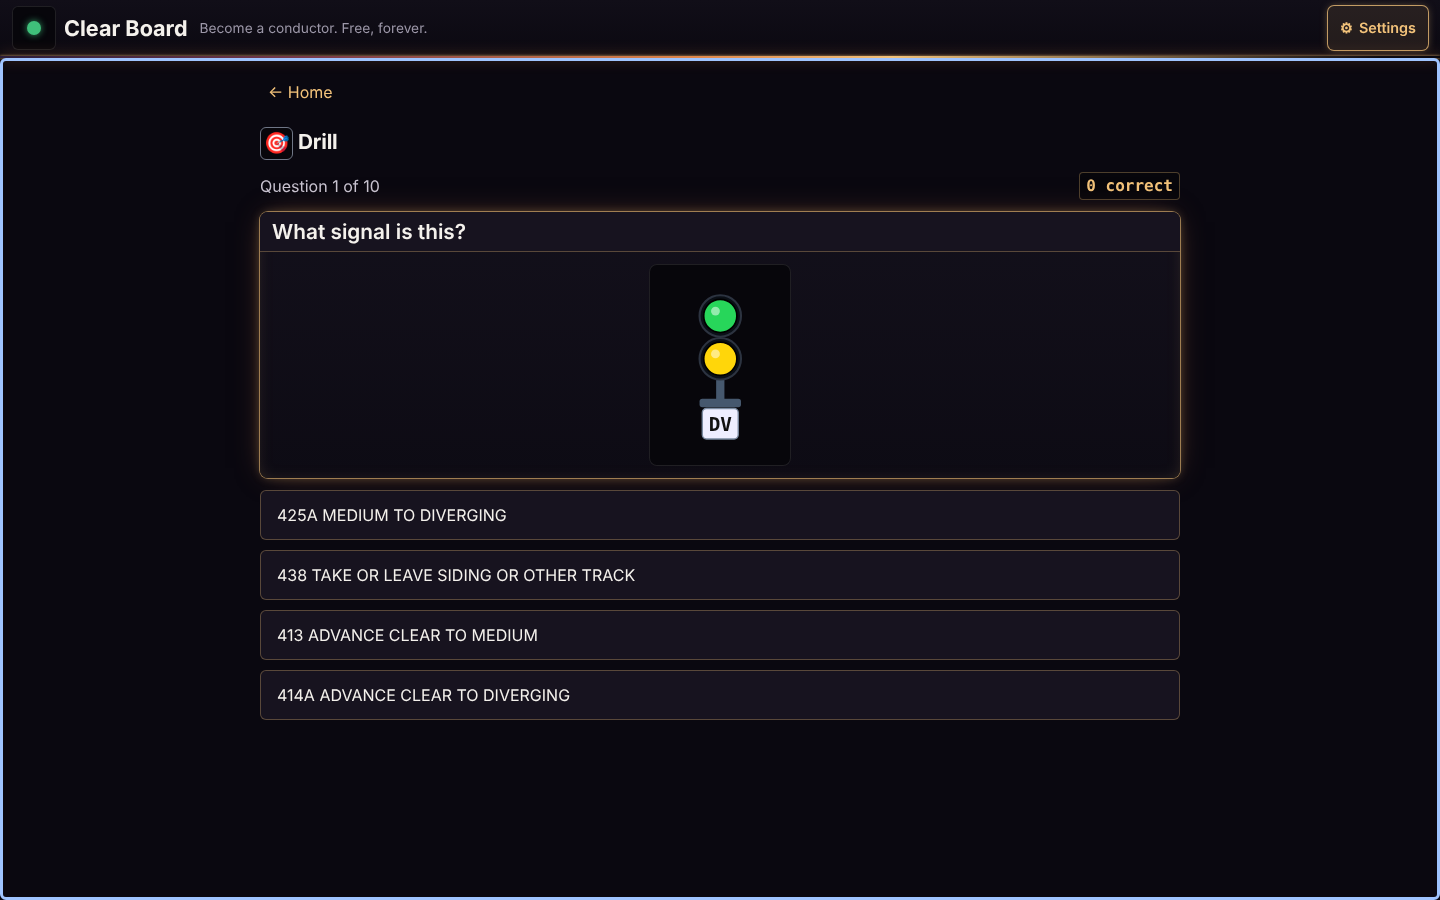 Clear Board
Become a conductor. Free, forever.
⚙ Settings
← Home
Drill
Question 1 of 10
0 correct
What signal is this?
DV
425A MEDIUM TO DIVERGING
438 TAKE OR LEAVE SIDING OR OTHER TRACK
413 ADVANCE CLEAR TO MEDIUM
414A ADVANCE CLEAR TO DIVERGING